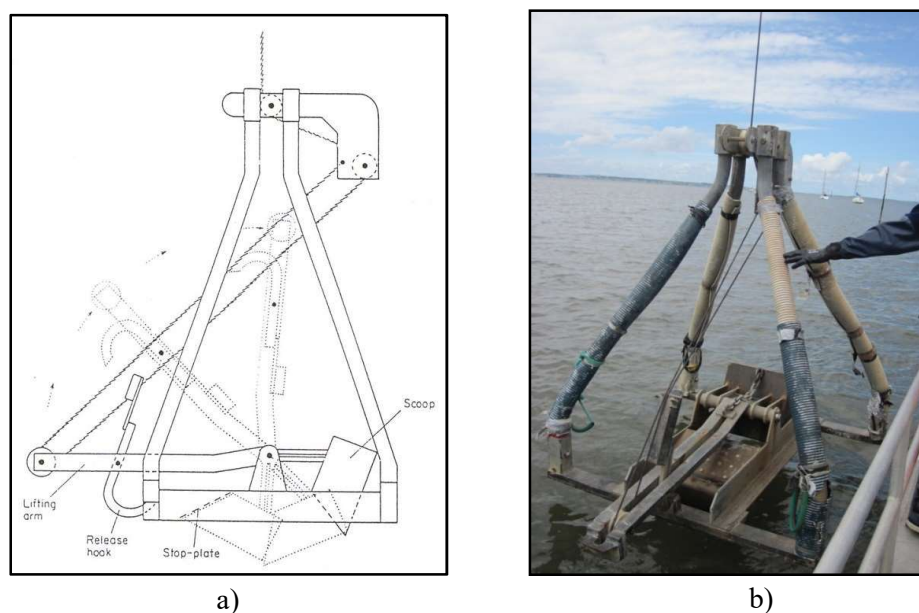 Scoop
Lifting
arm
Release
hook
Stop-plate
a)
b)